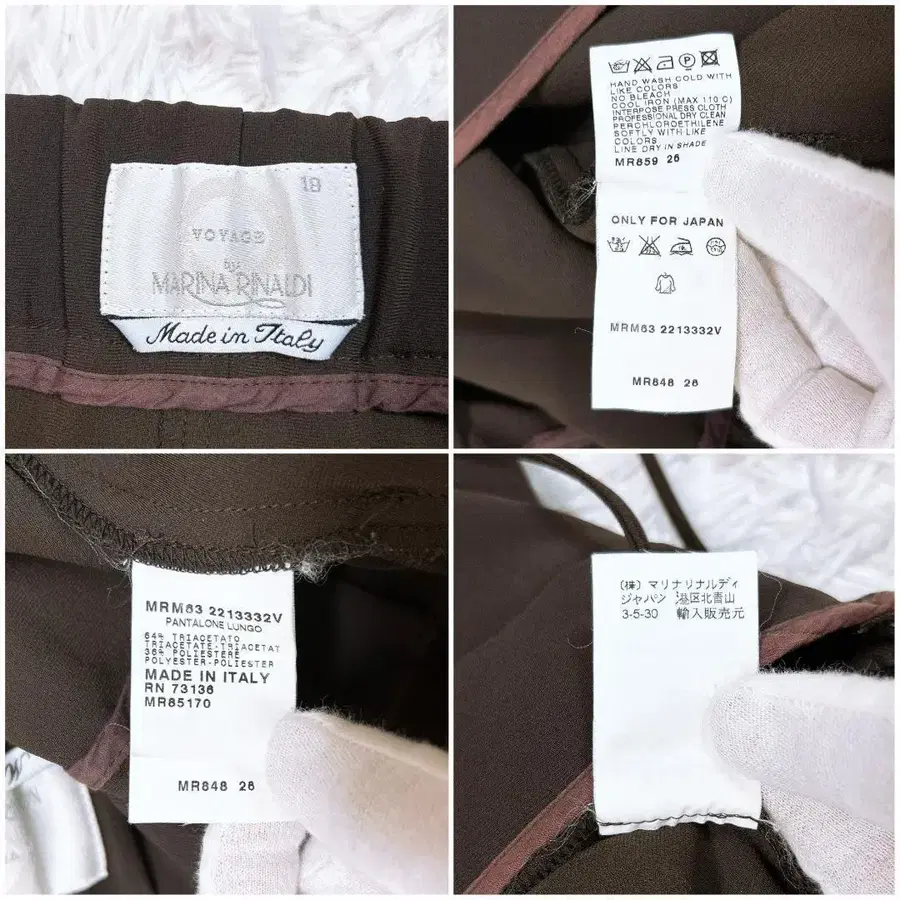 18
VOYAGE
by
MARINA RINALDI
Made in Italy
HAND WASH COLD WITH
LIKE COLORS
NO BLEACH
COOL IRON (MAX 110 C)
INTERPOSE PRESS CLOTH
PROFESSIONAL DRY CLEAN
PERCHLOROETHILENE
SOFTLY WITH LIKE
COLORS
LINE DRY IN SHADE
MR859 26
ONLY FOR JAPAN
MRM63 2213332V
MR848 26
MRM63 2213332V
PANTALONE LUNGO
64% TRIACETATO
TRIACETATE-TRIACETAT
36% POLIESTERE
POLYESTER-POLIESTER
MADE IN ITALY
RN 73136
MR85170
MR848 26
(株) マリナリナルディ
ジャパン 港区北青山
3-5-30 輸入販売元